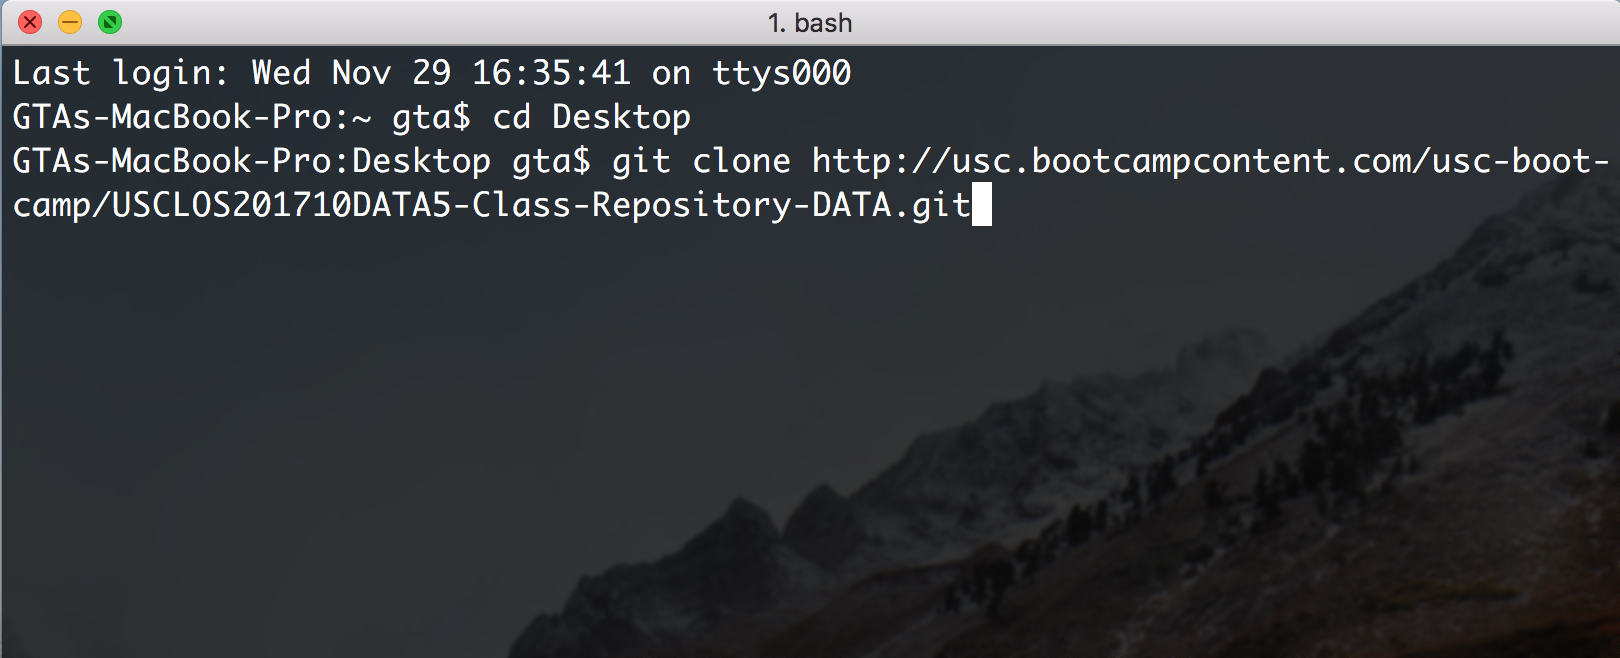 1. bash
Last login: Wed Nov 29 16:35:41 on ttys000
GTAs-MacBook-Pro:~ gta$ cd Desktop
GTAs-MacBook-Pro:Desktop gta$ git clone http://usc.bootcampcontent.com/usc-boot-
camp/USCLOS201710DATA5-Class-Repository-DATA.git